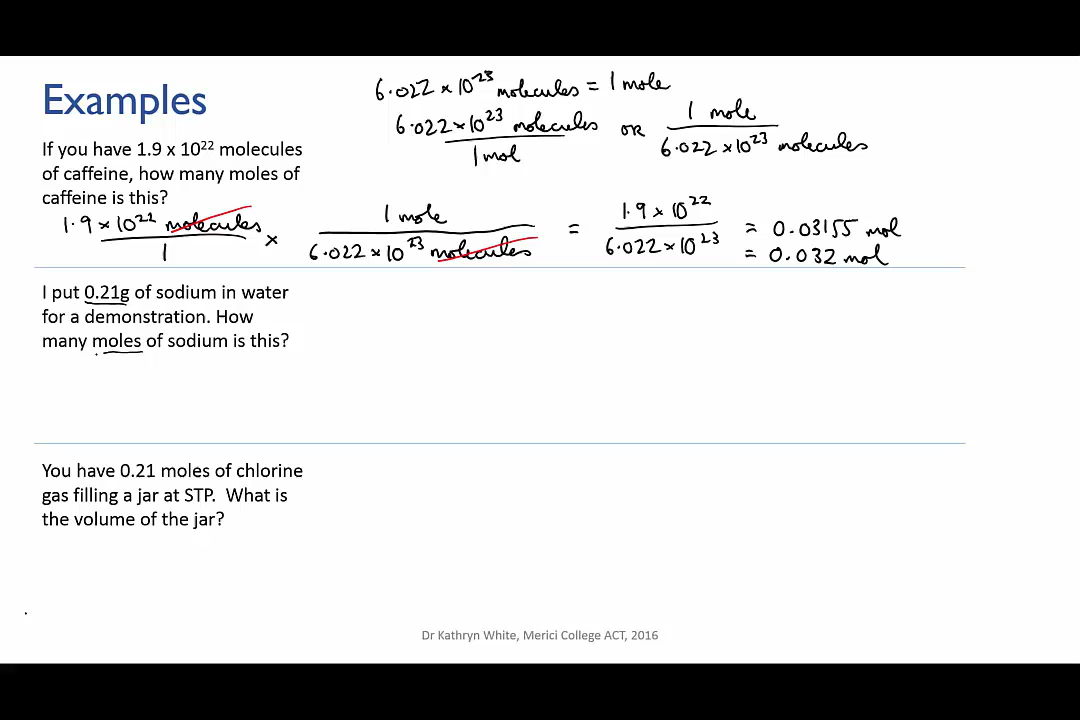 Examples
6.022 × 10²³ molecules = 1 mole
6.022 × 10²³ molecules / 1 mol OR 1 mole / 6.022 × 10²³ molecules
If you have 1.9 x 10²² molecules
of caffeine, how many moles of
caffeine is this?
1.9 × 10²² molecules / 1 × 1 mole / 6.022 × 10²³ molecules = 1.9 × 10²² / 6.022 × 10²³ = 0.03155 mol
= 0.032 mol
I put 0.21g of sodium in water
for a demonstration. How
many moles of sodium is this?
You have 0.21 moles of chlorine
gas filling a jar at STP. What is
the volume of the jar?
Dr Kathryn White, Merici College ACT, 2016